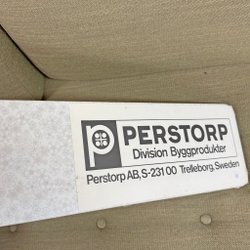 PERSTORP
Division Byggprodukter
Perstorp AB, S-231 00 Trelleborg, Sweden